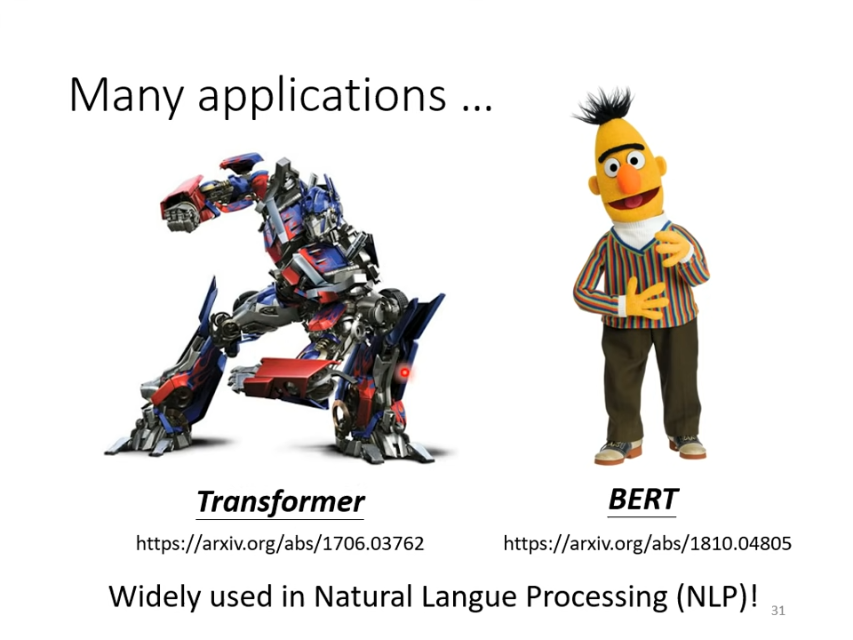 Many applications ...
Transformer
BERT
https://arxiv.org/abs/1706.03762
https://arxiv.org/abs/1810.04805
Widely used in Natural Langue Processing (NLP)!
31